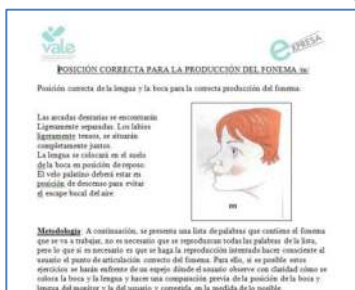 vale
EXPRESA
POSICIÓN CORRECTA PARA LA PRODUCCIÓN DEL FONEMA /m/
Posición correcta de la lengua y la boca para la correcta producción del fonema:
Las arcadas dentarias se encontrarán
Ligeramente separadas. Los labios
ligeramente tensos, se situarán
completamente juntos.
La lengua se colocará en el suelo
de la boca en posición de reposo.
El velo palatino deberá estar en
posición de descenso para evitar
el escape bucal del aire.
m
Metodología: A continuación, se presenta una lista de palabras que contiene el fonema
que se va a trabajar, no es necesario que se reproduzcan todas las palabras de la lista,
pero lo que si es necesario es que se haga la reproducción intentado hacer consciente al
usuario el punto de articulación correcto del fonema. Para ello, si es posible estos
ejercicios se harán enfrente de un espejo dónde el usuario observe con claridad cómo se
coloca la boca y la lengua y hacer una comparación previa de la posición de la boca y
lengua del monitor y la del usuario y corregirla en la medida de lo posible.